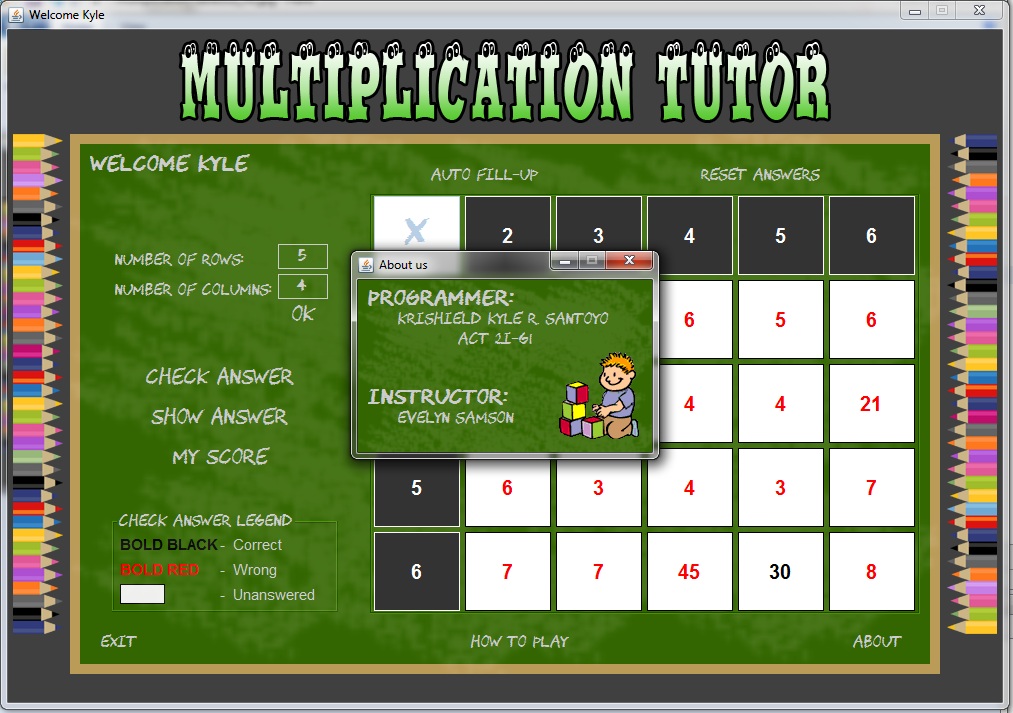 Welcome Kyle
MULTIPLICATION TUTOR
WELCOME KYLE
AUTO FILL-UP
RESET ANSWERS
NUMBER OF ROWS: 5
NUMBER OF COLUMNS: 4
OK
CHECK ANSWER
SHOW ANSWER
MY SCORE
CHECK ANSWER LEGEND
BOLD BLACK - Correct
BOLD RED - Wrong
- Unanswered
X 2 3 4 5 6
6 5 6
4 4 21
5 6 3 4 3 7
6 7 7 45 30 8
About us
PROGRAMMER:
KRISHIELD KYLE R. SANTOYO
ACT 2I-G1
INSTRUCTOR:
EVELYN SAMSON
EXIT
HOW TO PLAY
ABOUT